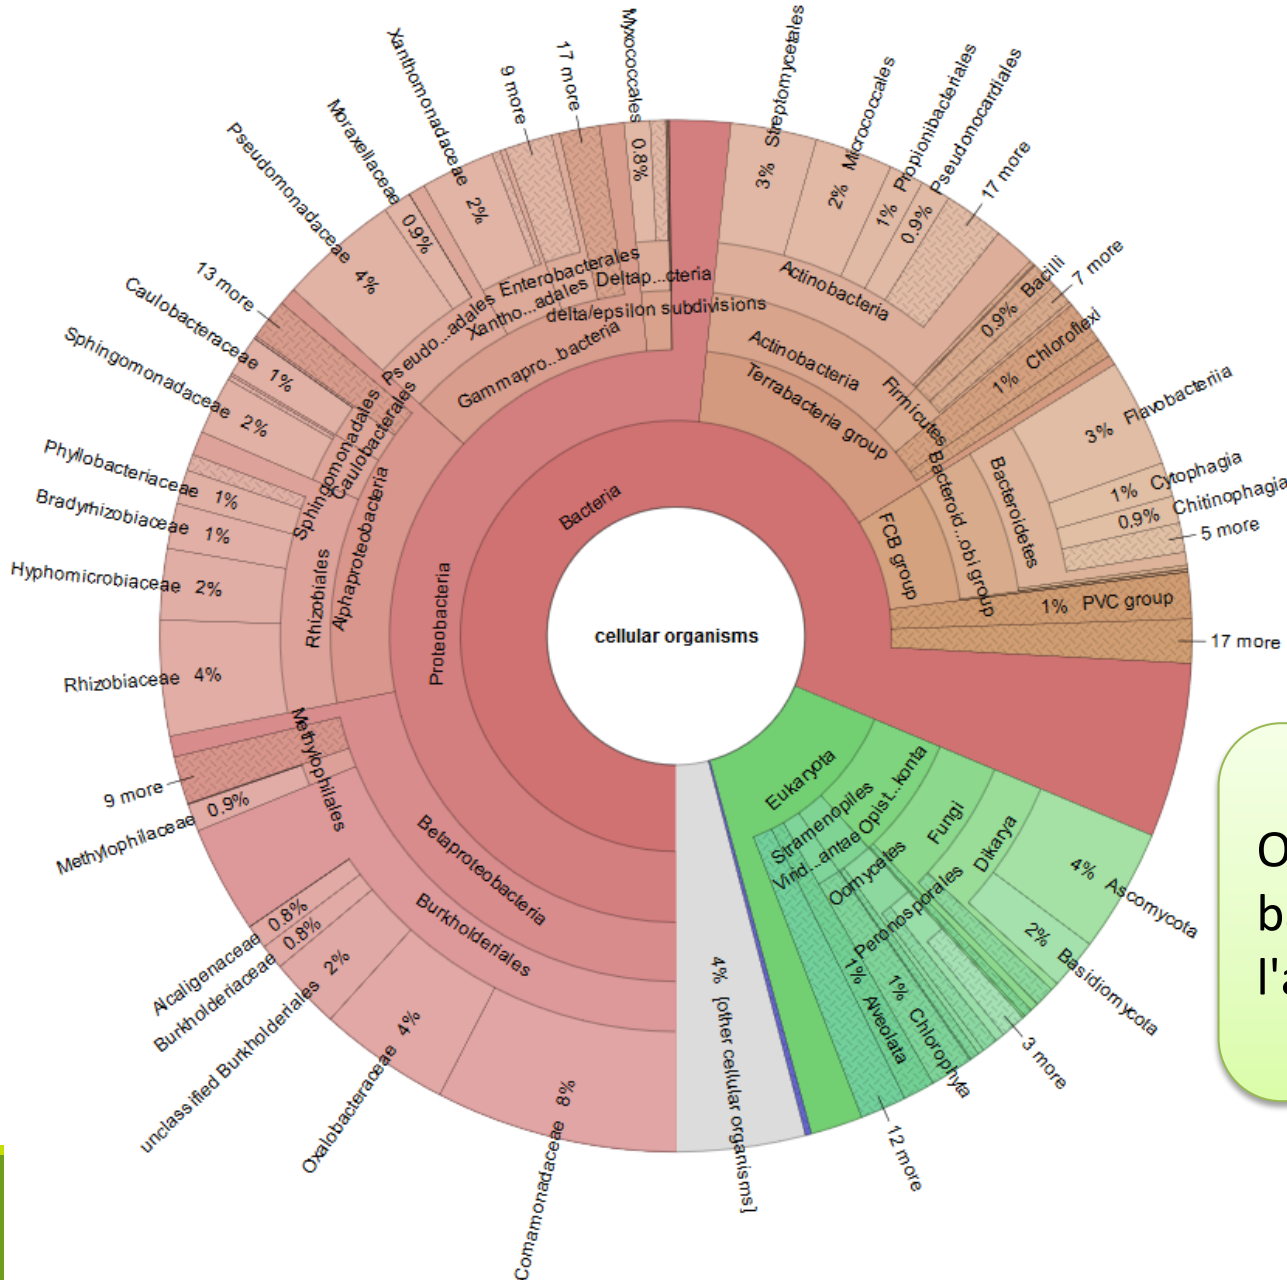 cellular organisms
Bacteria
Proteobacteria
Terrabacteria group
FCB group
Eukaryota
Gammapro...bacteria
delta/epsilon subdivisions
Deltap...cteria
Enterobacterales
Xantho...adales
Pseudo...adales
Alphaproteobacteria
Caulobacterales
Sphingomonadales
Rhizobiales
Betaproteobacteria
Burkholderiales
Methylophilales
Actinobacteria
Actinobacteria
Firmicutes
Bacteroid...obi group
Bacteroidetes
Opist...konta
Fungi
Dikarya
Stramenopiles
Virid...antae
Oomycetes
Peronosporales
Myxococcales 0.8%
3% Streptomycetales
2% Micrococcales
1% Propionibacteriales
0.9% Pseudonocardiales
17 more
0.9% Bacilli
7 more
1% Chloroflexi
3% Flavobacteriia
1% Cytophagia
0.9% Chitinophagia
5 more
1% PVC group
17 more
4% Ascomycota
2% Basidiomycota
3 more
1% Chlorophyta
1% Alveolata
12 more
4% [other cellular organisms]
Comamonadaceae 8%
Oxalobacteraceae 4%
unclassified Burkholderiales 2%
Burkholderiaceae 0.8%
Alcaligenaceae 0.8%
Methylophilaceae 0.9%
9 more
Rhizobiaceae 4%
Hyphomicrobiaceae 2%
Bradyrhizobiaceae 1%
Phyllobacteriaceae 1%
Sphingomonadaceae 2%
Caulobacteraceae 1%
13 more
Pseudomonadaceae 4%
Moraxellaceae 0.9%
Xanthomonadaceae 2%
9 more
17 more
O
b
l'a